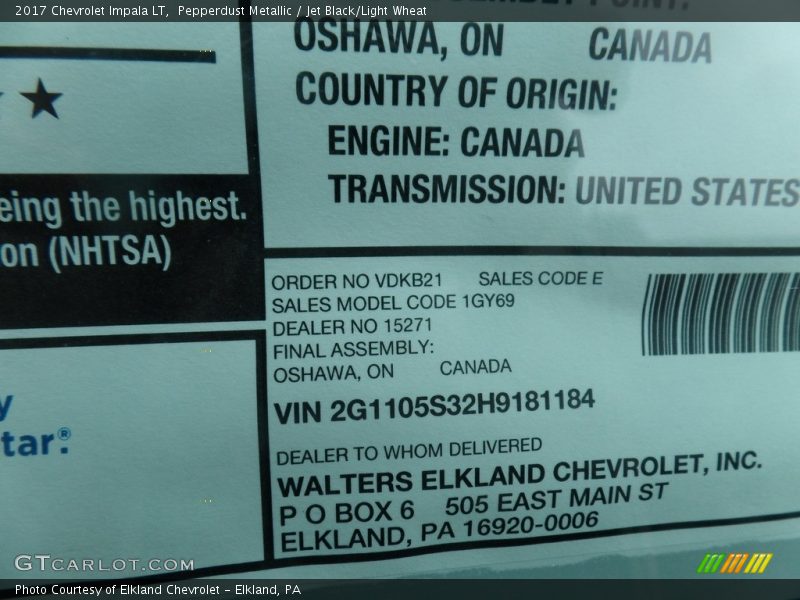 2017 Chevrolet Impala LT, Pepperdust Metallic / Jet Black/Light Wheat
OSHAWA, ON CANADA
COUNTRY OF ORIGIN:
ENGINE: CANADA
TRANSMISSION: UNITED STATES
eing the highest.
on (NHTSA)
ORDER NO VDKB21 SALES CODE E
SALES MODEL CODE 1GY69
DEALER NO 15271
FINAL ASSEMBLY:
OSHAWA, ON CANADA
VIN 2G1105S32H9181184
DEALER TO WHOM DELIVERED
WALTERS ELKLAND CHEVROLET, INC.
P O BOX 6 505 EAST MAIN ST
ELKLAND, PA 16920-0006
y
tar.®
GTCARLOT.COM
Photo Courtesy of Elkland Chevrolet - Elkland, PA